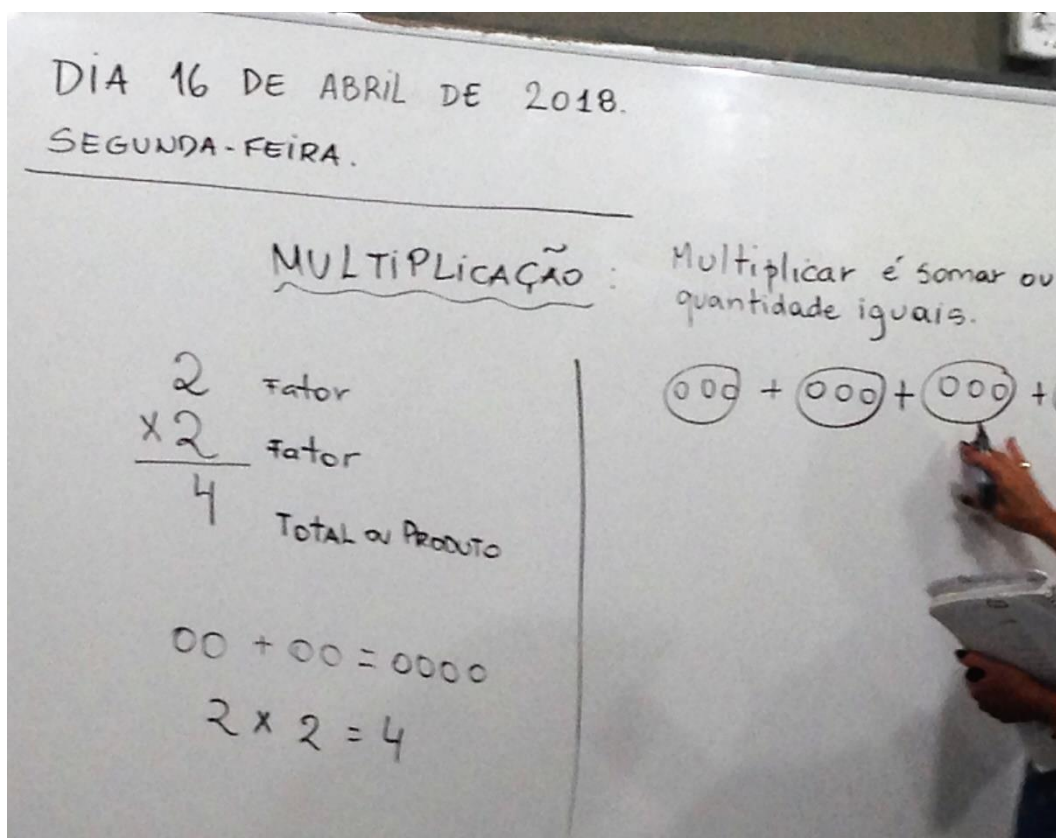 DIA 16 DE ABRIL DE 2018.
SEGUNDA-FEIRA.
MULTIPLICAÇÃO:
Multiplicar é somar ou
quantidade iguais.
2 Fator
x2 Fator
4 TOTAL OU PRODUTO
OO + OO = OOOO
2 x 2 = 4
OOO + OOO + OOO +